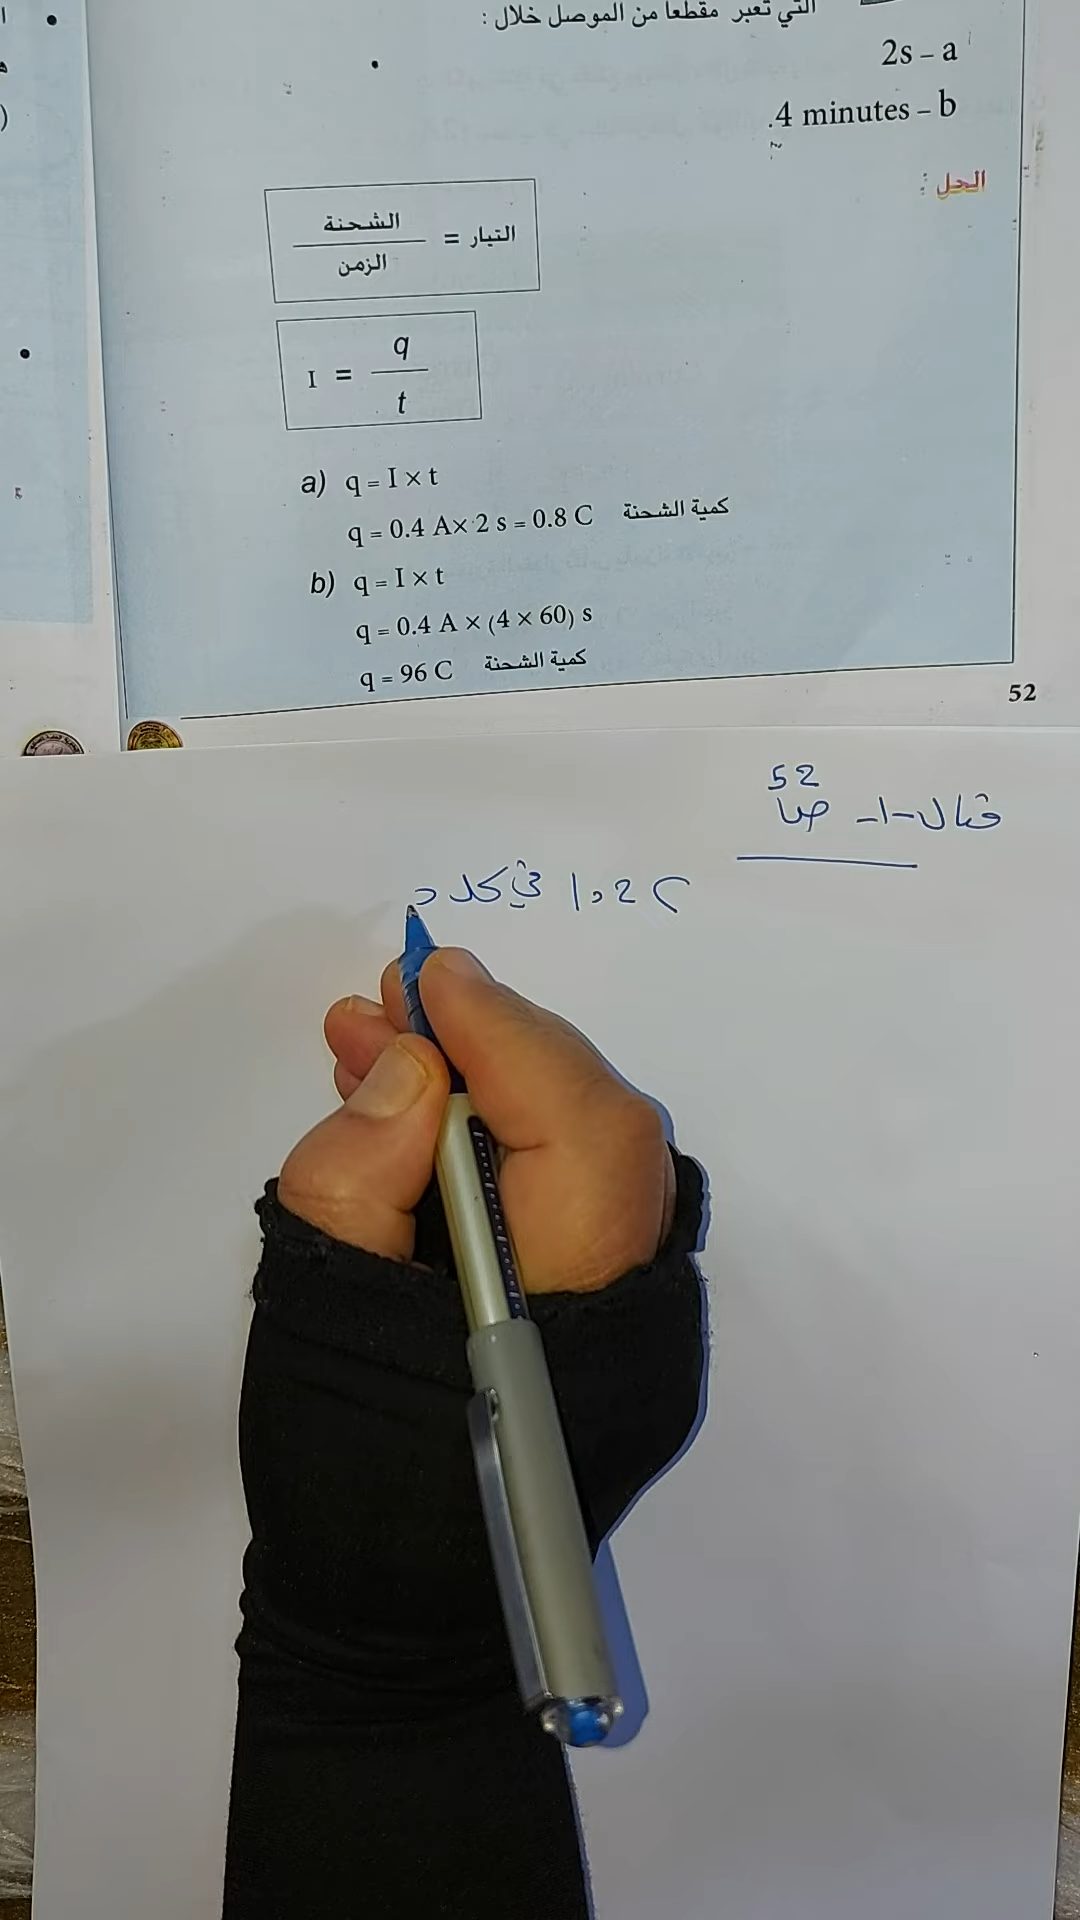 التي تعبر مقطعا من الموصل خلال :
2s – a
.4 minutes – b
الحل :
التيار = الشحنة
الزمن
I = q
t
a) q = I × t
q = 0.4 A× 2 s = 0.8 C كمية الشحنة
b) q = I × t
q = 0.4 A × (4 × 60) s
q = 96 C كمية الشحنة
52
52
مثال -1- ص
1,2 C في كل